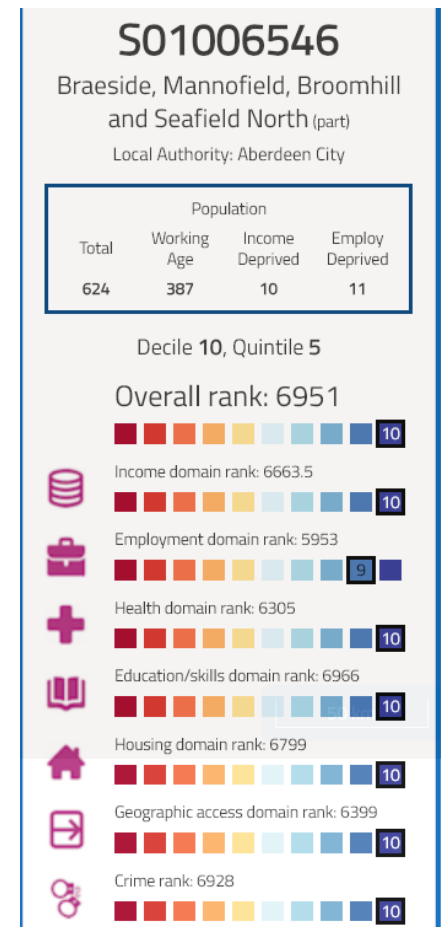 S01006546
Braeside, Mannofield, Broomhill
and Seafield North (part)
Local Authority: Aberdeen City
Population
Total Working Age Income Deprived Employ Deprived
624 387 10 11
Decile 10, Quintile 5
Overall rank: 6951
10
Income domain rank: 6663.5
10
Employment domain rank: 5953
9
Health domain rank: 6305
10
Education/skills domain rank: 6966
10
Housing domain rank: 6799
10
Geographic access domain rank: 6399
10
Crime rank: 6928
10